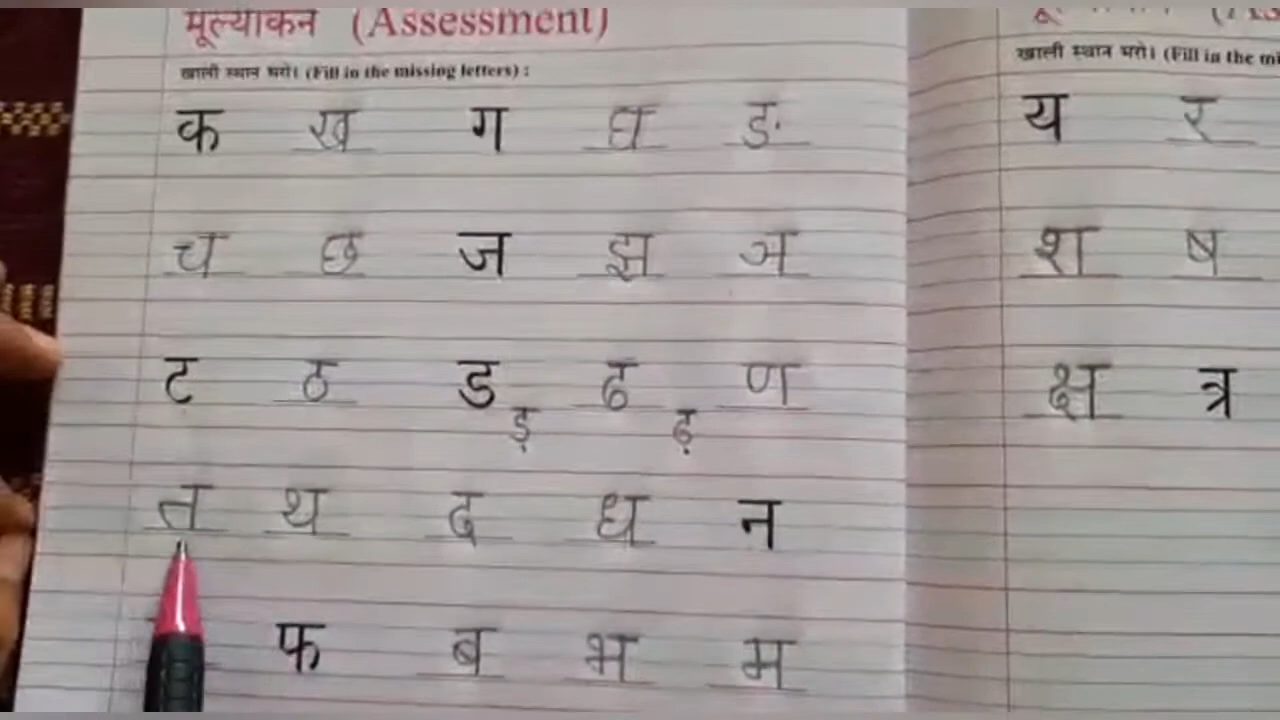 मूल्यांकन (Assessment)
खाली स्थान भरो। (Fill in the missing letters) :
क ख ग घ ङ
च छ ज झ ञ
ट ठ ड ढ ण
ड़ ढ़
त थ द ध न
फ ब भ म
खाली स्थान भरो। (Fill in the
य र
श ष
क्ष त्र